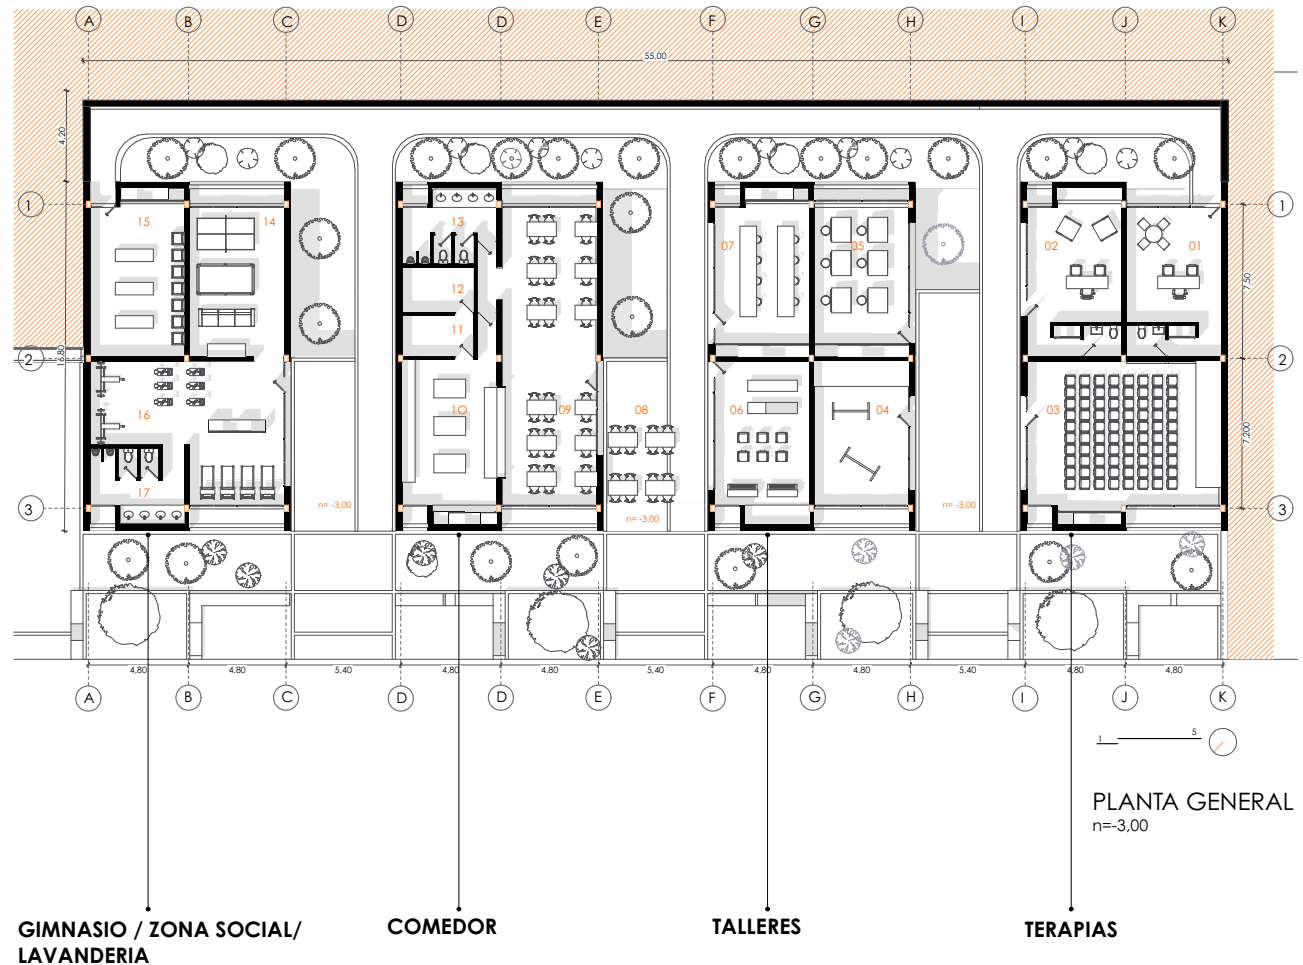 A B C D D E F G H I J K
55,00
4,20
1
1
15
14
13
07
05
02
01
12
11
7,50
2
2
16,80
16
10
09
08
06
04
03
7,200
17
3
3
n= -3,00
n= -3,00
n= -3,00
4,80 4,80 5,40 4,80 4,80 5,40 4,80 4,80 5,40 4,80 4,80
A B C D D E F G H I J K
1 5
PLANTA GENERAL
n=-3,00
GIMNASIO / ZONA SOCIAL/
LAVANDERIA
COMEDOR
TALLERES
TERAPIAS